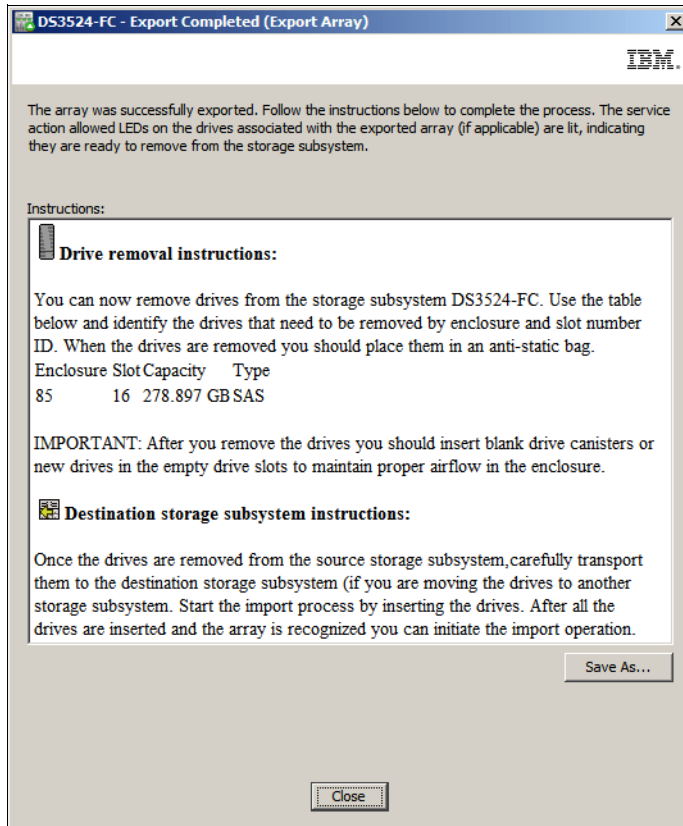 DS3524-FC - Export Completed (Export Array)
IBM.
The array was successfully exported. Follow the instructions below to complete the process. The service
action allowed LEDs on the drives associated with the exported array (if applicable) are lit, indicating
they are ready to remove from the storage subsystem.
Instructions:
Drive removal instructions:
You can now remove drives from the storage subsystem DS3524-FC. Use the table
below and identify the drives that need to be removed by enclosure and slot number
ID. When the drives are removed you should place them in an anti-static bag.
Enclosure Slot Capacity Type
85 16 278.897 GB SAS
IMPORTANT: After you remove the drives you should insert blank drive canisters or
new drives in the empty drive slots to maintain proper airflow in the enclosure.
Destination storage subsystem instructions:
Once the drives are removed from the source storage subsystem,carefully transport
them to the destination storage subsystem (if you are moving the drives to another
storage subsystem. Start the import process by inserting the drives. After all the
drives are inserted and the array is recognized you can initiate the import operation.
Save As...
Close